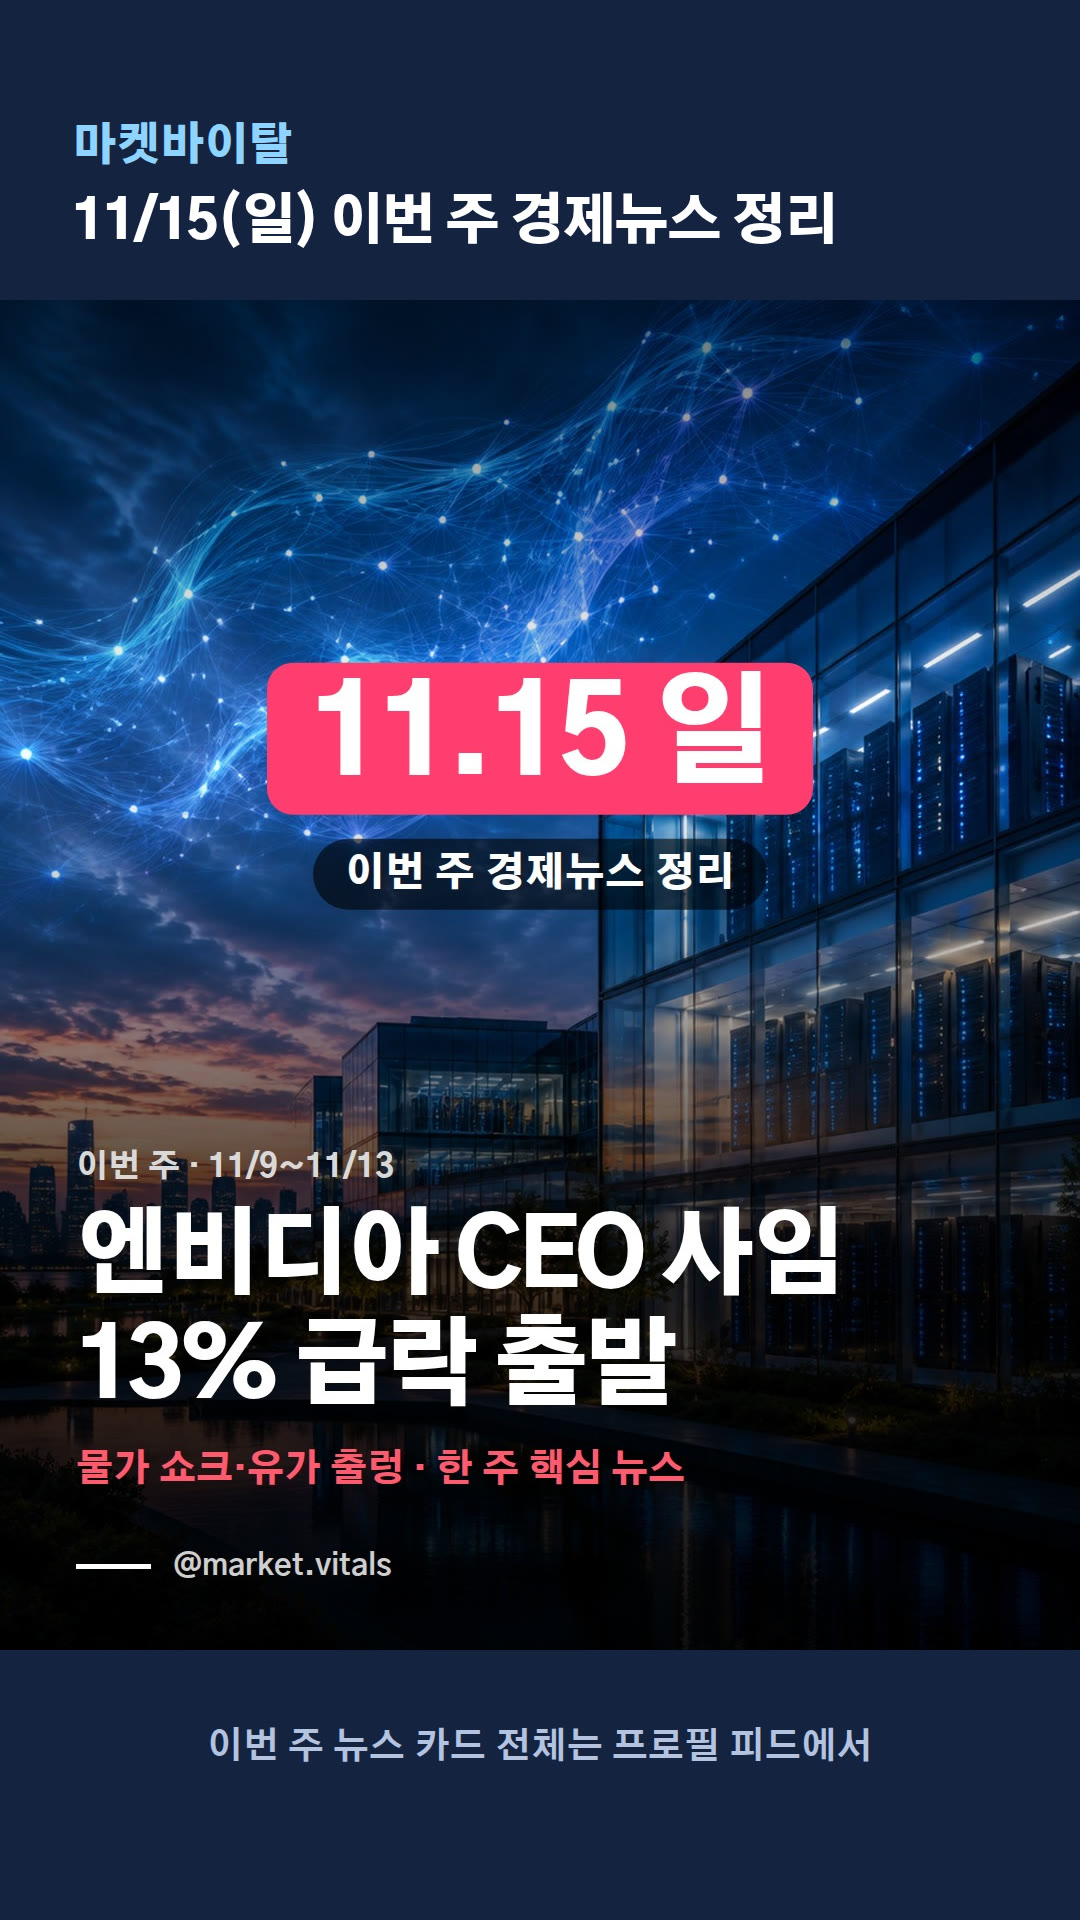 마켓바이탈
11/15(일) 이번 주 경제뉴스 정리
11.15 일
이번 주 경제뉴스 정리
이번 주 · 11/9~11/13
엔비디아 CEO 사임
13% 급락 출발
물가 쇼크·유가 출렁 · 한 주 핵심 뉴스
@market.vitals
이번 주 뉴스 카드 전체는 프로필 피드에서